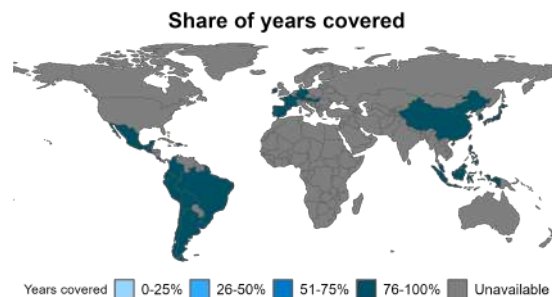 Share of years covered
Years covered 0-25% 26-50% 51-75% 76-100% Unavailable